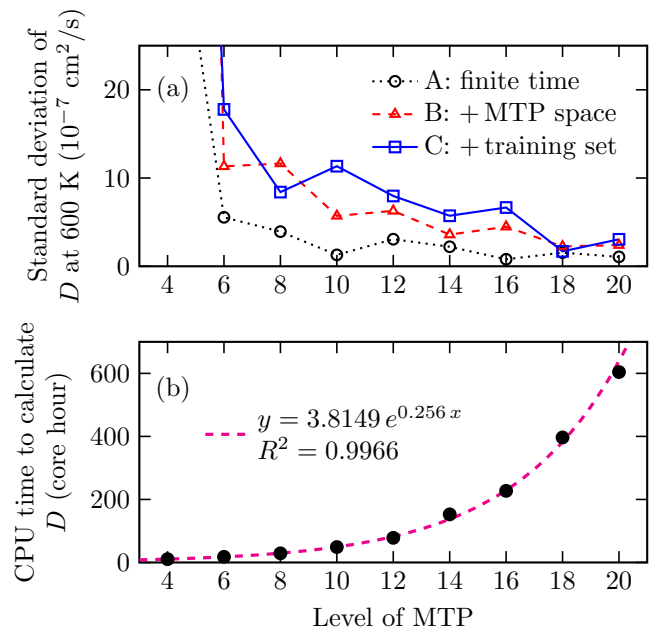 Standard deviation of
D at 600 K (10⁻⁷ cm²/s)
20
10
0
(a)
A: finite time
B: + MTP space
C: + training set
4 6 8 10 12 14 16 18 20
CPU time to calculate
D (core hour)
600
400
200
0
(b)
y = 3.8149 e^{0.256 x}
R² = 0.9966
4 6 8 10 12 14 16 18 20
Level of MTP